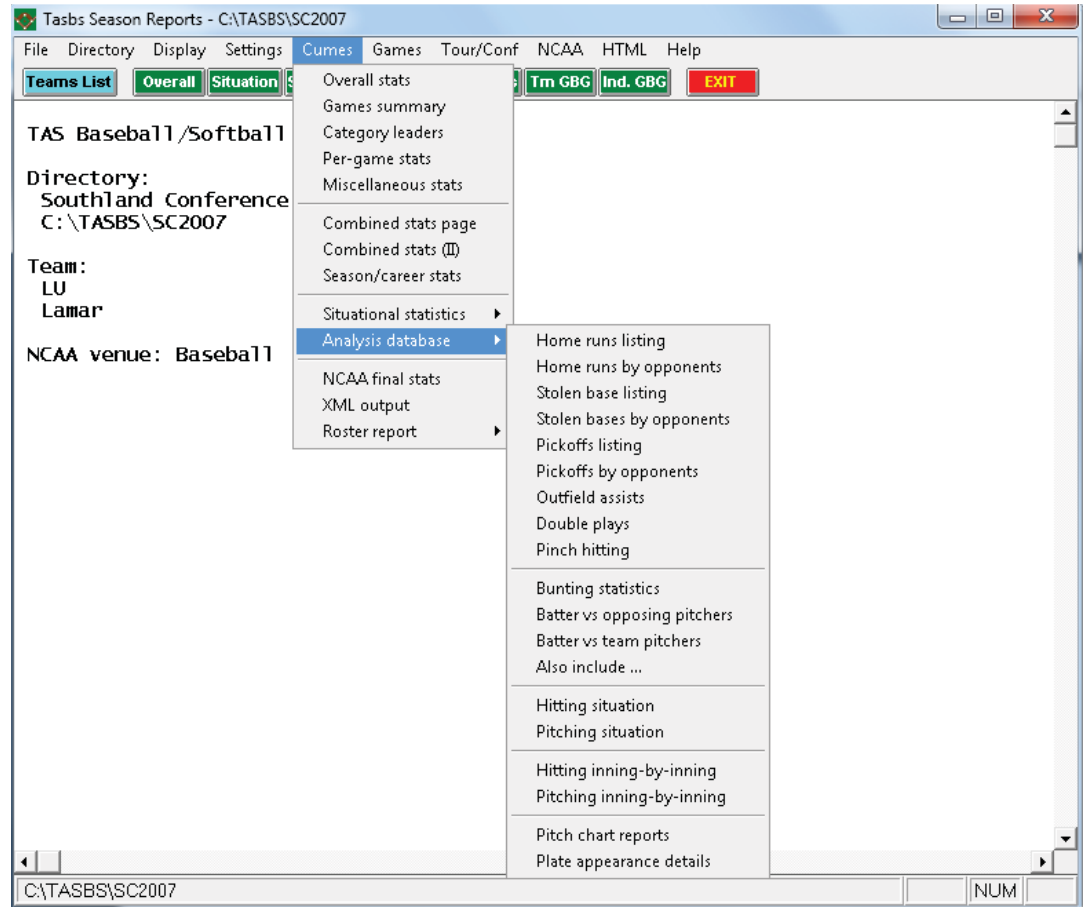 Tasbs Season Reports - C:\TASBS\SC2007
File Directory Display Settings Cumes Games Tour/Conf NCAA HTML Help
Teams List Overall Situation Tm GBG Ind. GBG EXIT
TAS Baseball/Softball
Directory:
Southland Conference
C:\TASBS\SC2007
Team:
LU
Lamar
NCAA venue: Baseball
Overall stats
Games summary
Category leaders
Per-game stats
Miscellaneous stats
Combined stats page
Combined stats (II)
Season/career stats
Situational statistics
Analysis database
NCAA final stats
XML output
Roster report
Home runs listing
Home runs by opponents
Stolen base listing
Stolen bases by opponents
Pickoffs listing
Pickoffs by opponents
Outfield assists
Double plays
Pinch hitting
Bunting statistics
Batter vs opposing pitchers
Batter vs team pitchers
Also include ...
Hitting situation
Pitching situation
Hitting inning-by-inning
Pitching inning-by-inning
Pitch chart reports
Plate appearance details
C:\TASBS\SC2007 NUM